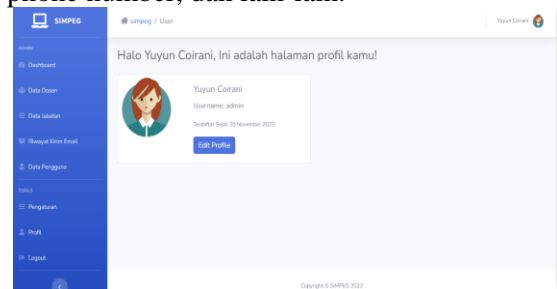 phone number, dan lain-lain.
SIMPEG
simpeg / User
Yuyun Coirani
ADMIN
Dashboard
Data Dosen
Data Jabatan
Riwayat Kirim Email
Data Pengguna
TOOLS
Pengaturan
Profil
Logout
Halo Yuyun Coirani, Ini adalah halaman profil kamu!
Yuyun Coirani
Username: admin
Terdaftar Sejak 20 November 2023
Edit Profile
Copyright © SIMPEG 2023